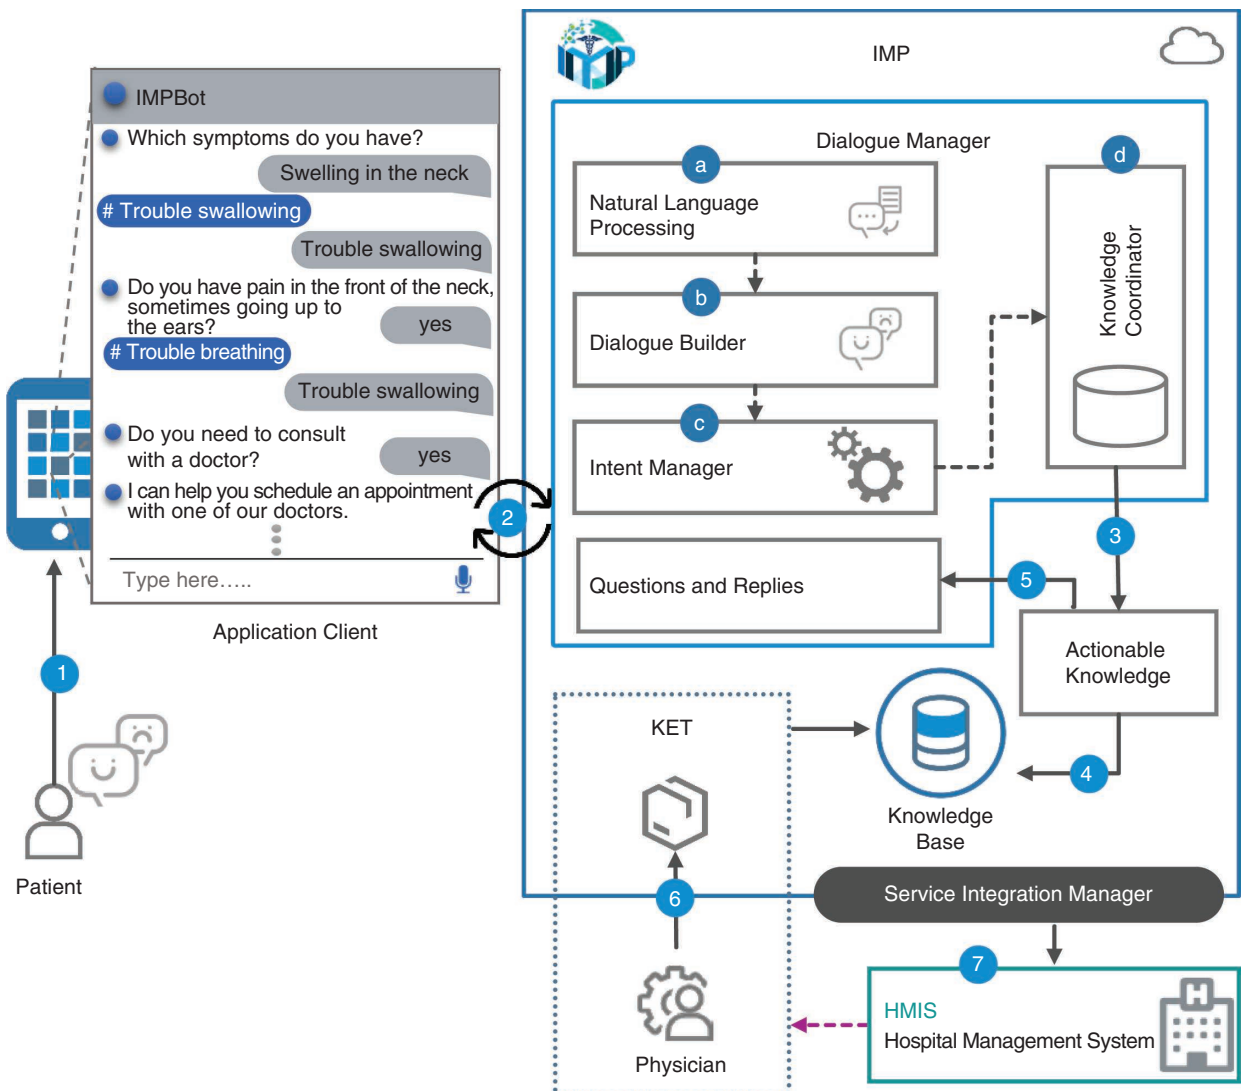 IMP
IMPBot
Which symptoms do you have?
Swelling in the neck
# Trouble swallowing
Trouble swallowing
Do you have pain in the front of the neck,
sometimes going up to
the ears?
yes
# Trouble breathing
Trouble swallowing
Do you need to consult
with a doctor?
yes
I can help you schedule an appointment
with one of our doctors.
Type here.....
Application Client
1
Patient
2
IMP
Dialogue Manager
a
Natural Language
Processing
b
Dialogue Builder
c
Intent Manager
d
Knowledge
Coordinator
3
Questions and Replies
5
Actionable
Knowledge
4
KET
Knowledge
Base
6
Physician
Service Integration Manager
7
HMIS
Hospital Management System
H